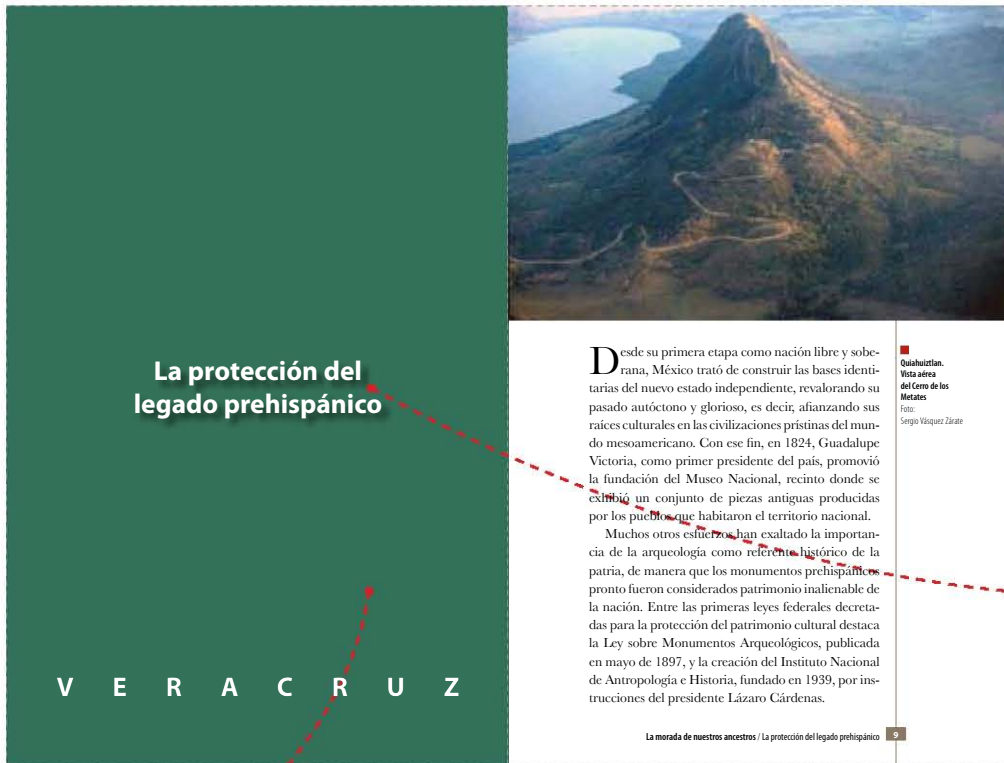 La protección del
legado prehispánico
V E R A C R U Z
Desde su primera etapa como nación libre y sobe-
rana, México trató de construir las bases identi-
tarias del nuevo estado independiente, revalorando su
pasado autóctono y glorioso, es decir, afianzando sus
raíces culturales en las civilizaciones prístinas del mun-
do mesoamericano. Con ese fin, en 1824, Guadalupe
Victoria, como primer presidente del país, promovió
la fundación del Museo Nacional, recinto donde se
exhibió un conjunto de piezas antiguas producidas
por los pueblos que habitaron el territorio nacional.
Muchos otros esfuerzos han exaltado la importan-
cia de la arqueología como referente histórico de la
patria, de manera que los monumentos prehispánicos
pronto fueron considerados patrimonio inalienable de
la nación. Entre las primeras leyes federales decreta-
das para la protección del patrimonio cultural destaca
la Ley sobre Monumentos Arqueológicos, publicada
en mayo de 1897, y la creación del Instituto Nacional
de Antropología e Historia, fundado en 1939, por ins-
trucciones del presidente Lázaro Cárdenas.
Quiahuiztlan.
Vista aérea
del Cerro de los
Metates
Foto:
Sergio Vásquez Zárate
La morada de nuestros ancestros / La protección del legado prehispánico 9